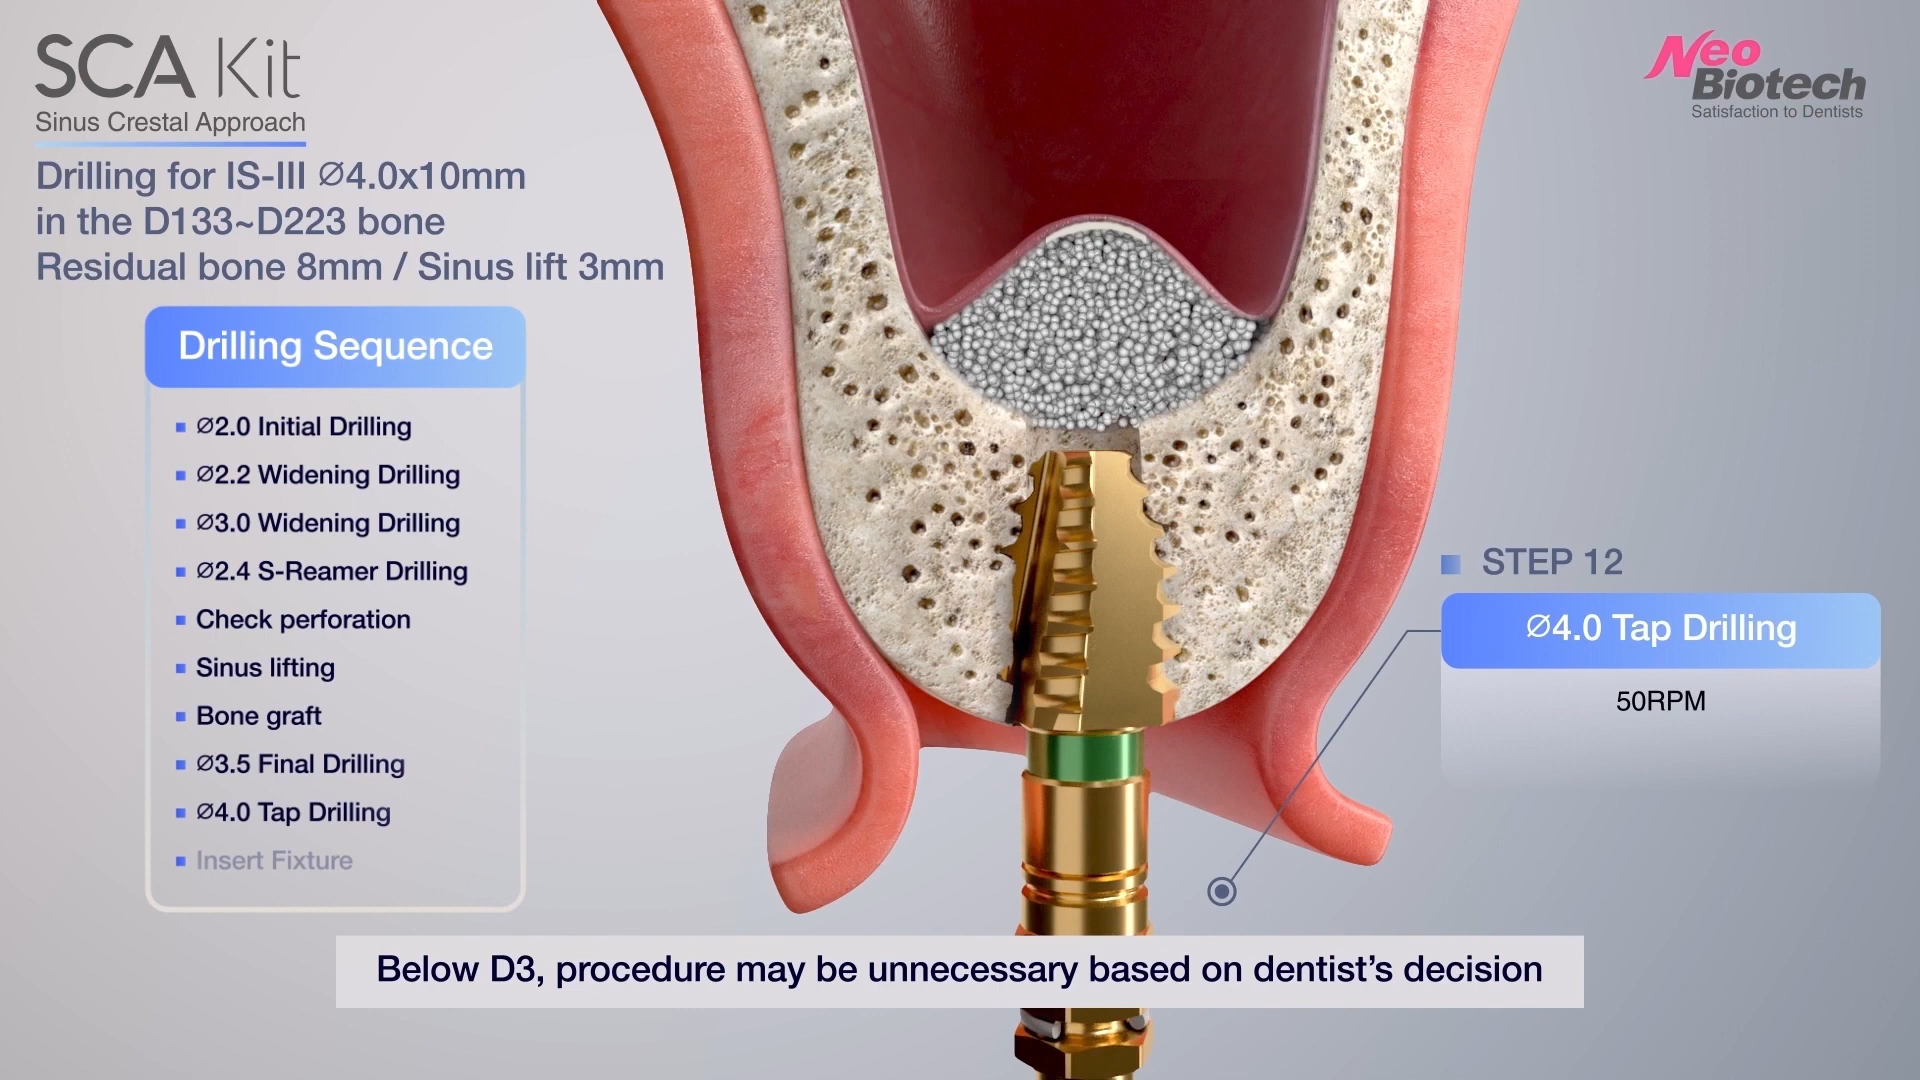 SCA Kit
Sinus Crestal Approach
Drilling for IS-III Ø4.0x10mm
in the D133~D223 bone
Residual bone 8mm / Sinus lift 3mm
Drilling Sequence
Ø2.0 Initial Drilling
Ø2.2 Widening Drilling
Ø3.0 Widening Drilling
Ø2.4 S-Reamer Drilling
Check perforation
Sinus lifting
Bone graft
Ø3.5 Final Drilling
Ø4.0 Tap Drilling
Insert Fixture
Neo
Biotech
Satisfaction to Dentists
STEP 12
Ø4.0 Tap Drilling
50RPM
Below D3, procedure may be unnecessary based on dentist’s decision